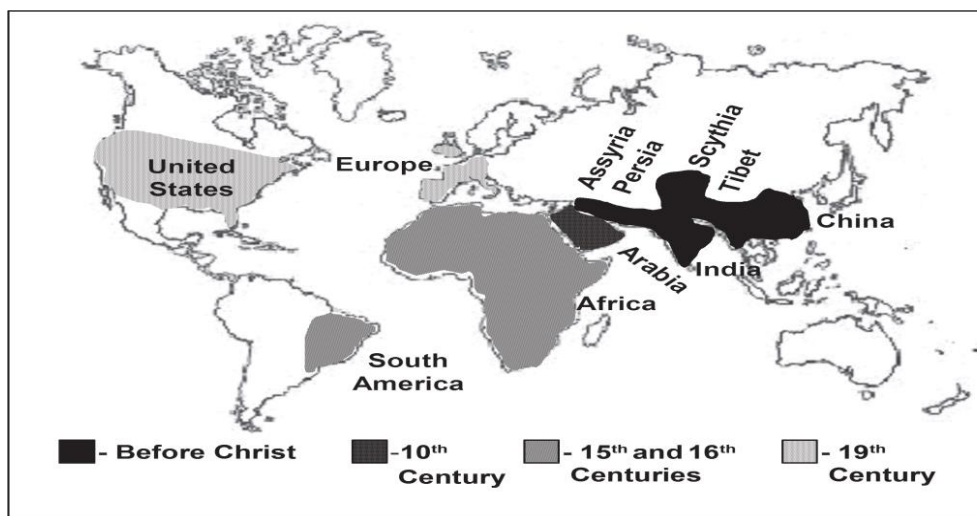 United
States
Europe
Assyria
Persia
Scythia
Tibet
China
India
Arabia
Africa
South
America
- Before Christ
-10th
Century
- 15th and 16th
Centuries
- 19th
Century